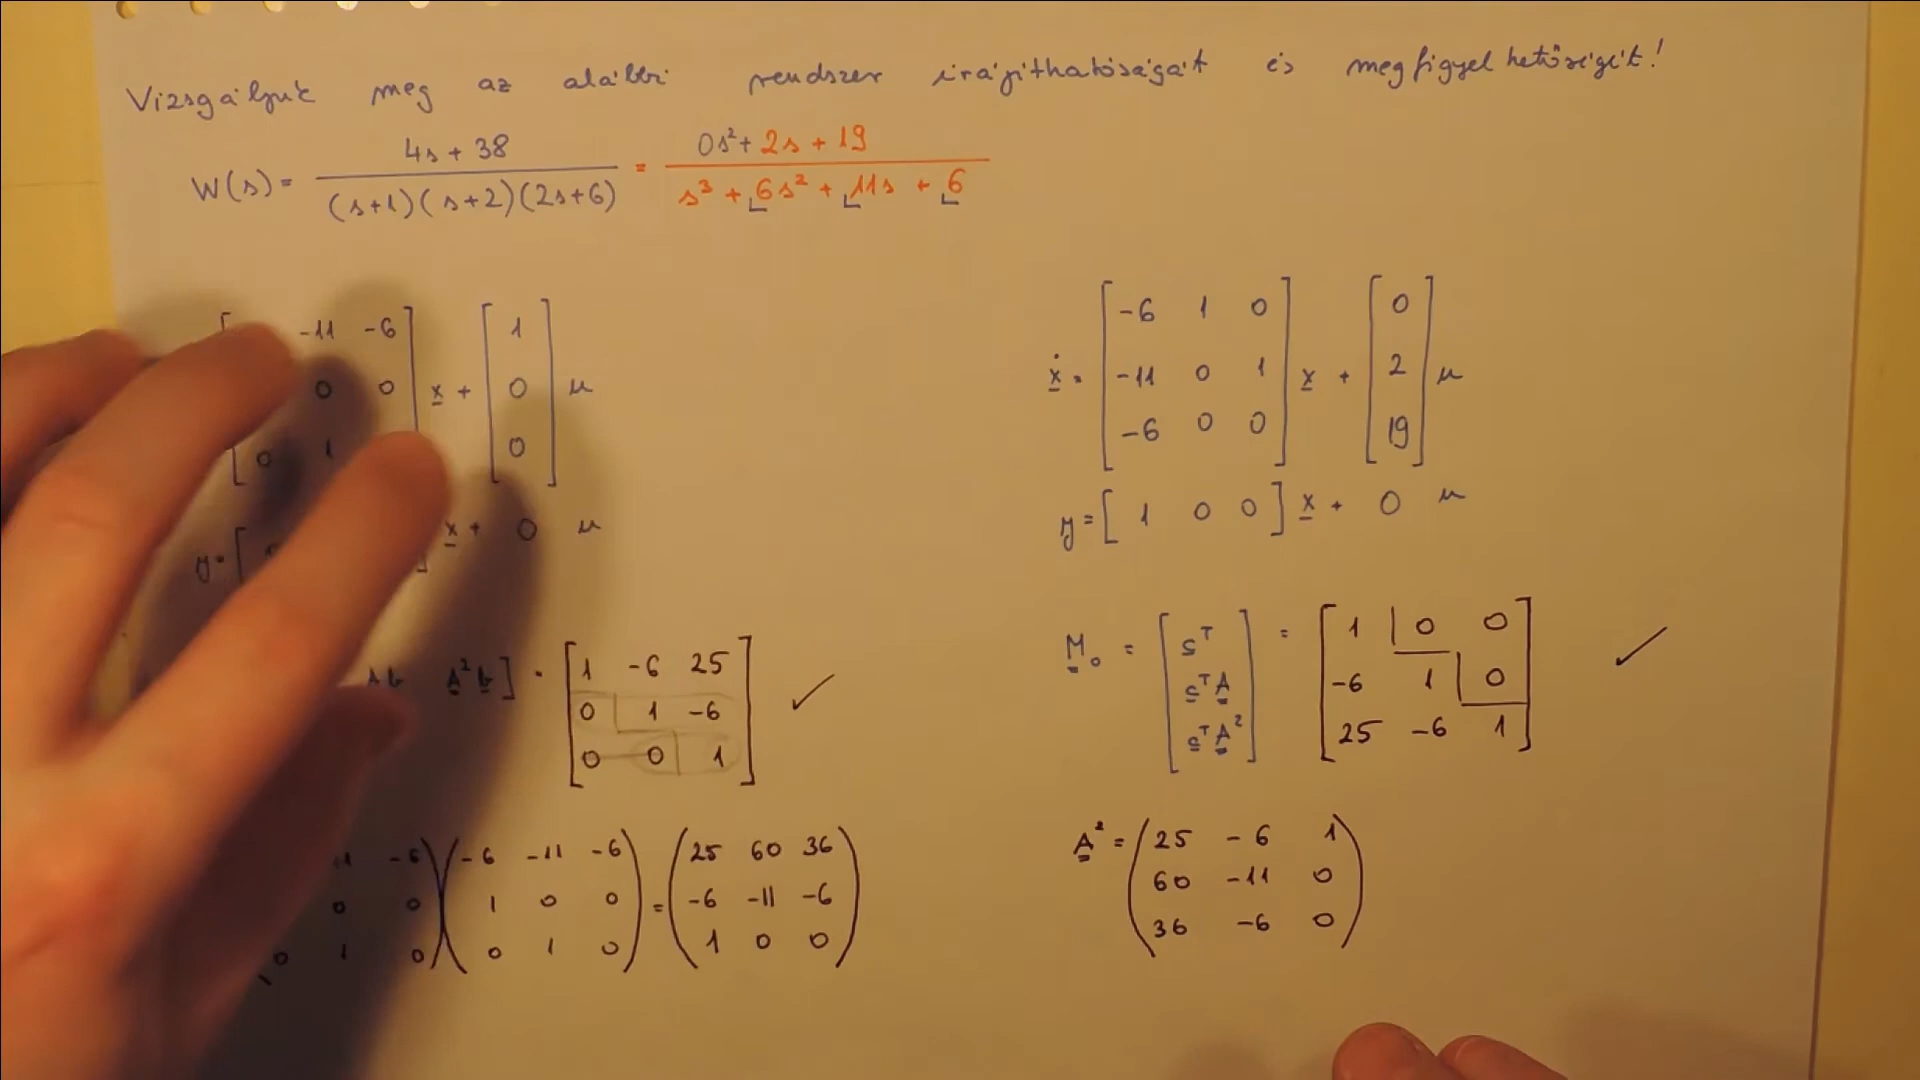 Vizsgáljuk meg az alábbi rendszer irányíthatóságát és megfigyelhetőségét!
W(s) = (4s + 38) / ((s+1)(s+2)(2s+6)) = (0s² + 2s + 19) / (s³ + 6s² + 11s + 6)
-11 -6
0 0
0 1
x + [1 0 0] u
x + 0 u
y = [
ẋ = [-6 1 0
-11 0 1
-6 0 0] x + [0 2 19] u
y = [1 0 0] x + 0 u
Ab A²b] = [1 -6 25
0 1 -6
0 0 1] ✓
M₀ = [cᵀ
cᵀA
cᵀA²] = [1 0 0
-6 1 0
25 -6 1] ✓
-11 -6) (-6 -11 -6) = (25 60 36)
0 0) (1 0 0) (-6 -11 -6)
0 1 0) (0 1 0) (1 0 0)
A² = (25 -6 1
60 -11 0
36 -6 0)